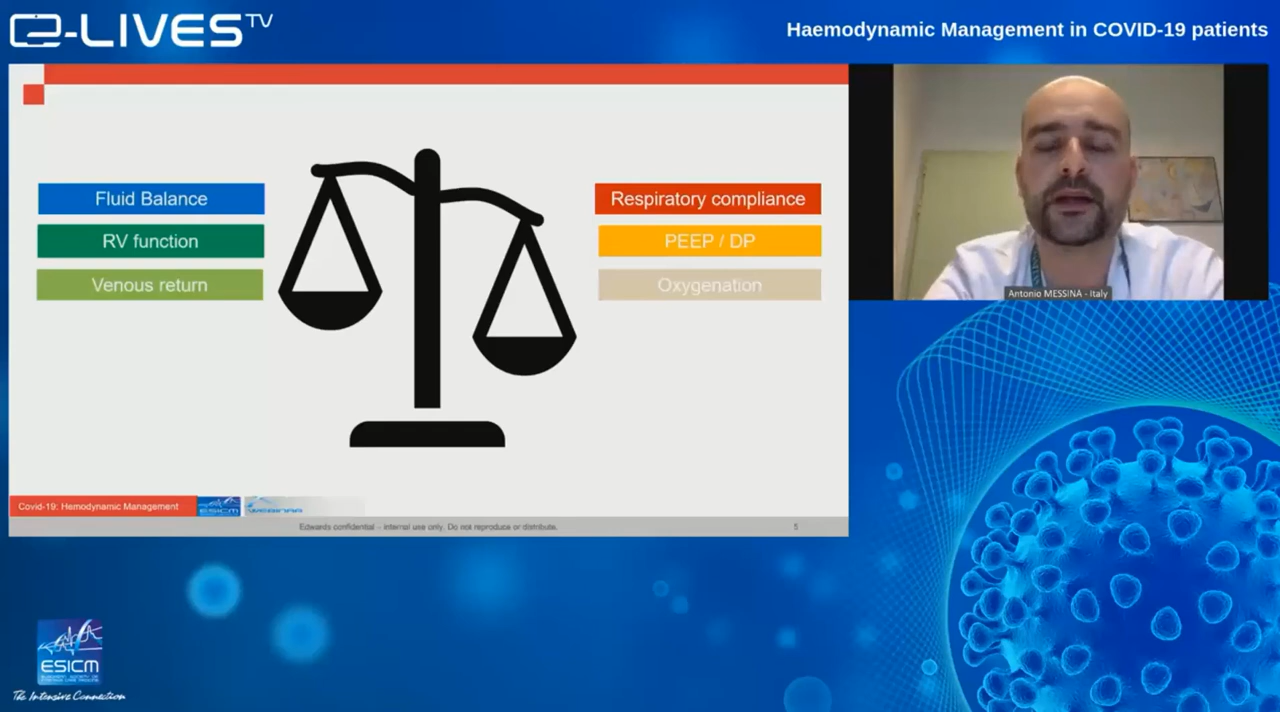 e-LIVES TV
Haemodynamic Management in COVID-19 patients
Fluid Balance
RV function
Venous return
Respiratory compliance
PEEP / DP
Oxygenation
Antonio MESSINA - Italy
Covid-19: Hemodynamic Management
ESICM
WEBINAR
Edwards confidential - internal use only. Do not reproduce or distribute.
5
ESICM
The Intensive Connection